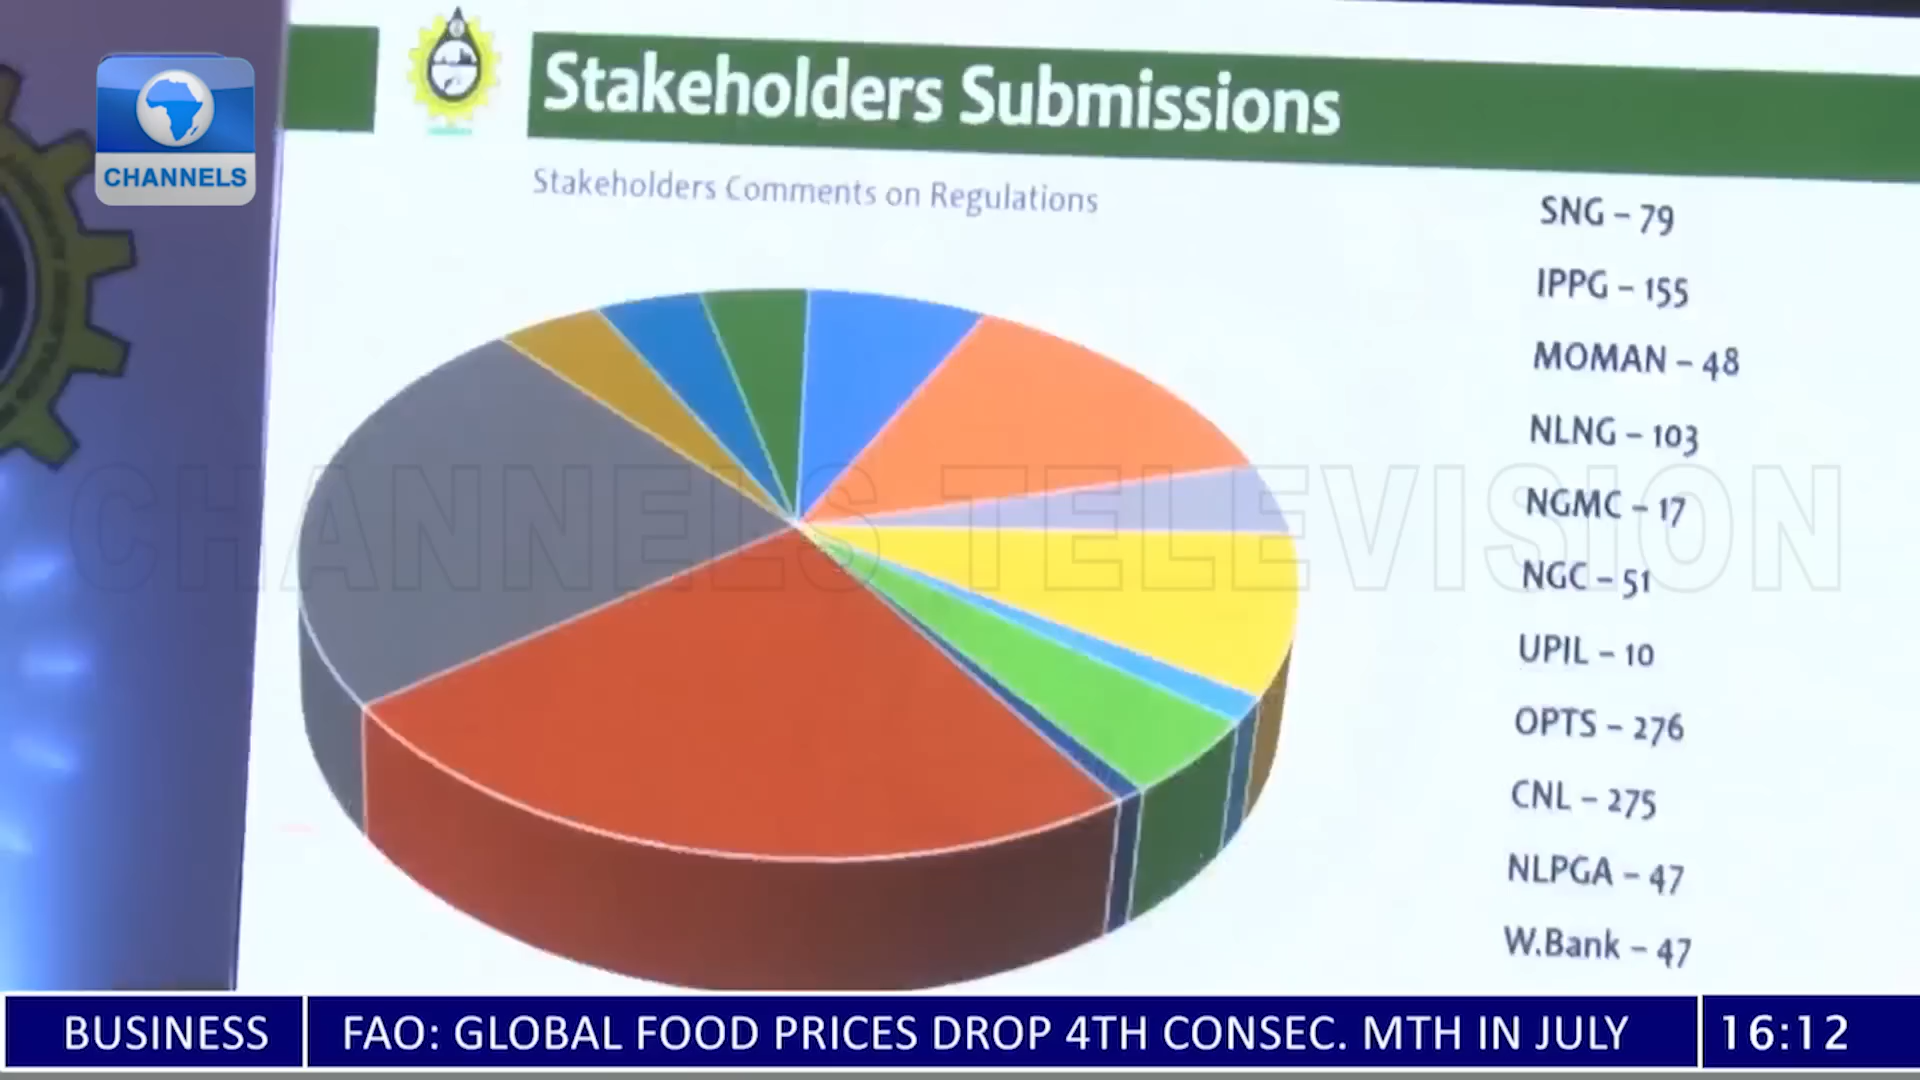 CHANNELS
Stakeholders Submissions
Stakeholders Comments on Regulations
SNG – 79
IPPG – 155
MOMAN – 48
NLNG – 103
NGMC – 17
NGC – 51
UPIL – 10
OPTS – 276
CNL – 275
NLPGA – 47
W.Bank – 47
CHANNELS TELEVISION
BUSINESS
FAO: GLOBAL FOOD PRICES DROP 4TH CONSEC. MTH IN JULY
16:12